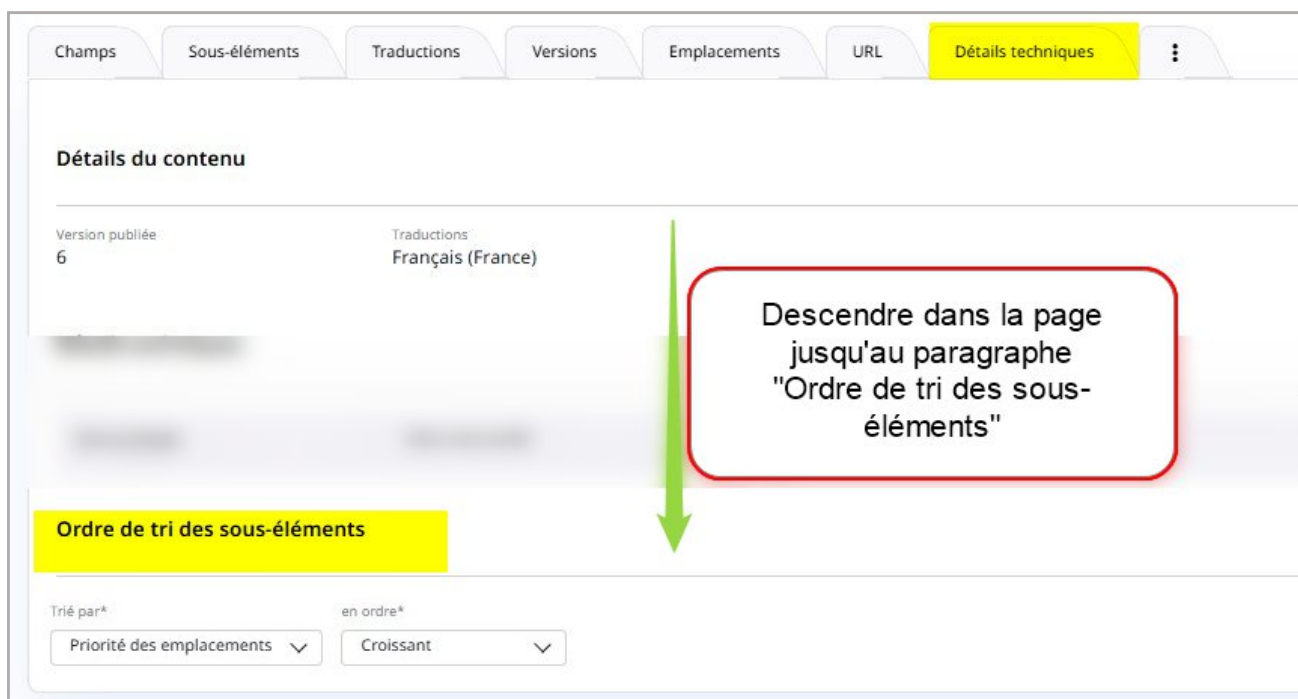 Champs Sous-éléments Traductions Versions Emplacements URL Détails techniques
Détails du contenu
Version publiée Traductions
6 Français (France)
Descendre dans la page
jusqu'au paragraphe
"Ordre de tri des sous-
éléments"
Ordre de tri des sous-éléments
Trié par* en ordre*
Priorité des emplacements Croissant